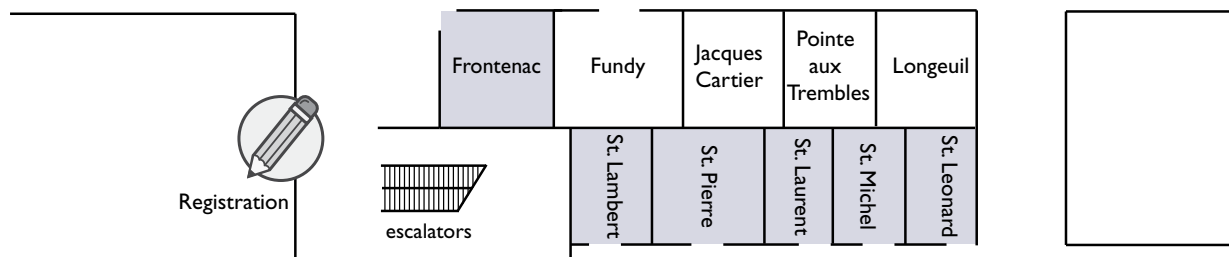 Frontenac
Fundy
Jacques
Cartier
Pointe
aux
Trembles
Longeuil
Registration
escalators
St. Lambert
St. Pierre
St. Laurent
St. Michel
St. Leonard